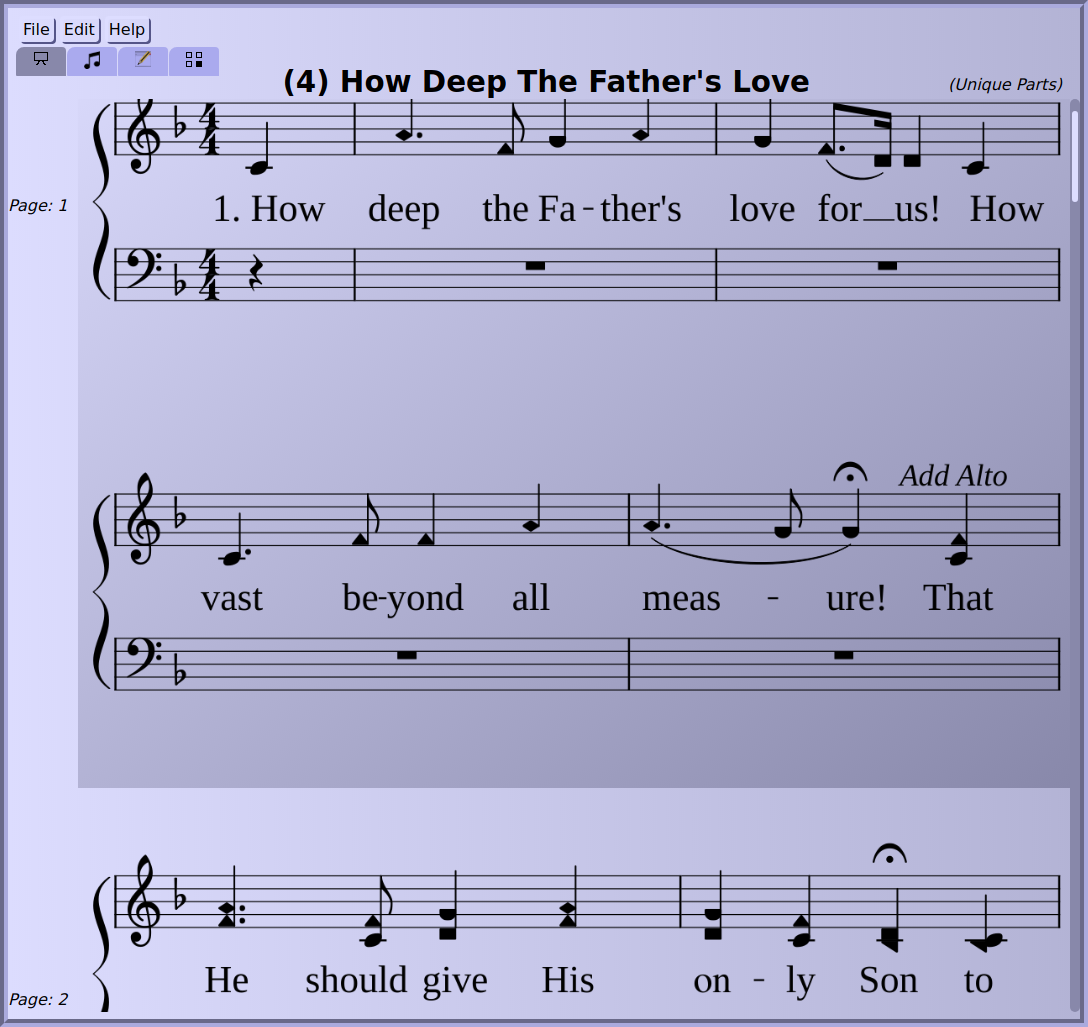 File Edit Help
(4) How Deep The Father's Love
(Unique Parts)
Page: 1
1. How deep the Fa - ther's love for__us! How
Add Alto
vast be-yond all meas - ure! That
He should give His on - ly Son to
Page: 2